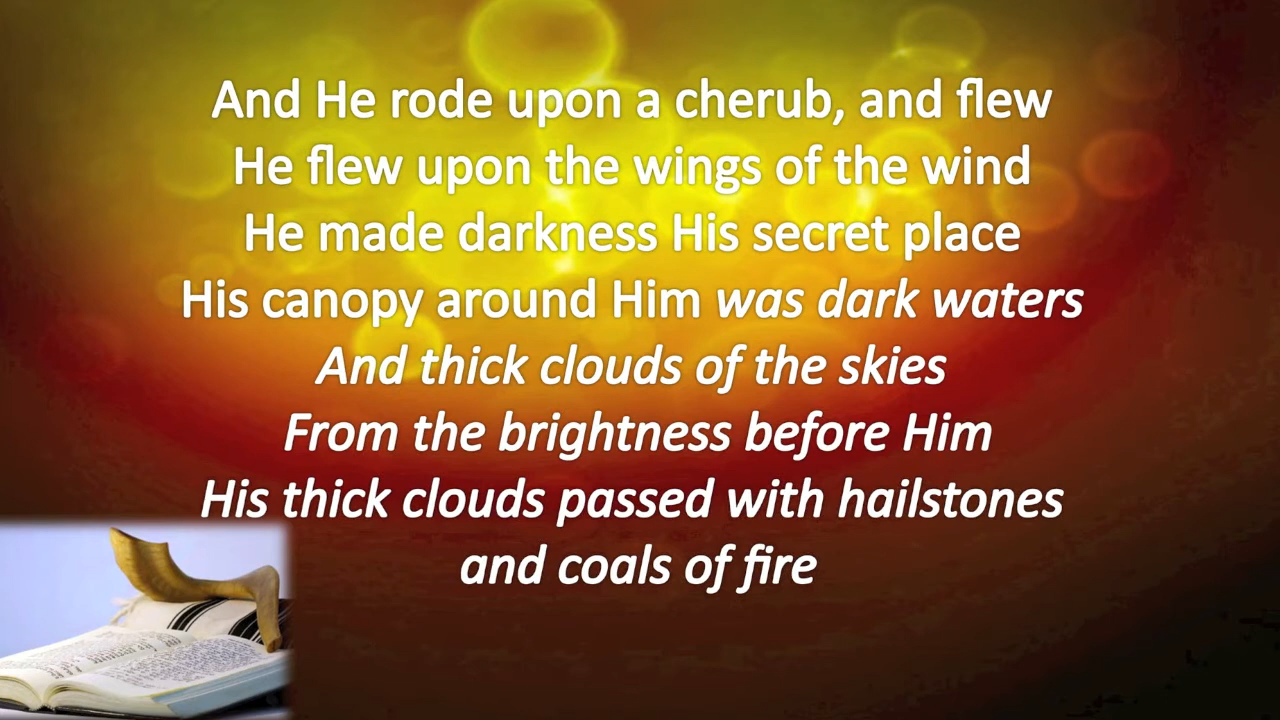 And He rode upon a cherub, and flew
He flew upon the wings of the wind
He made darkness His secret place
His canopy around Him was dark waters
And thick clouds of the skies
From the brightness before Him
His thick clouds passed with hailstones
and coals of fire